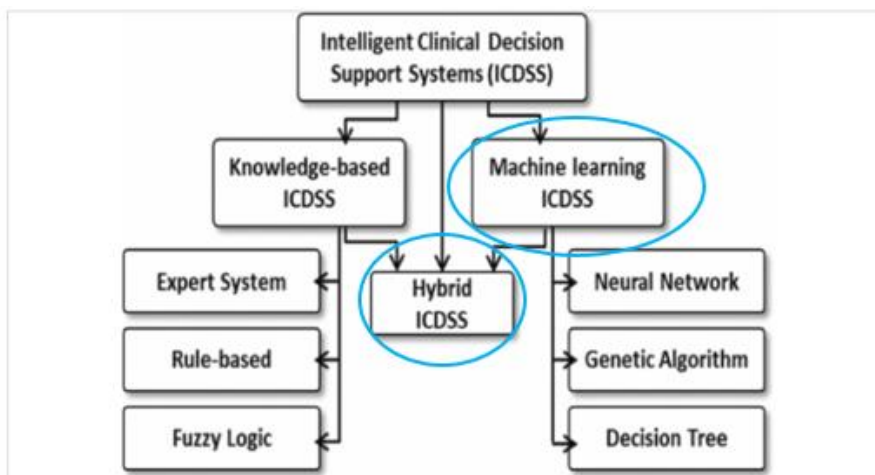 Intelligent Clinical Decision
Support Systems (ICDSS)
Knowledge-based
ICDSS
Machine learning
ICDSS
Hybrid
ICDSS
Expert System
Rule-based
Fuzzy Logic
Neural Network
Genetic Algorithm
Decision Tree